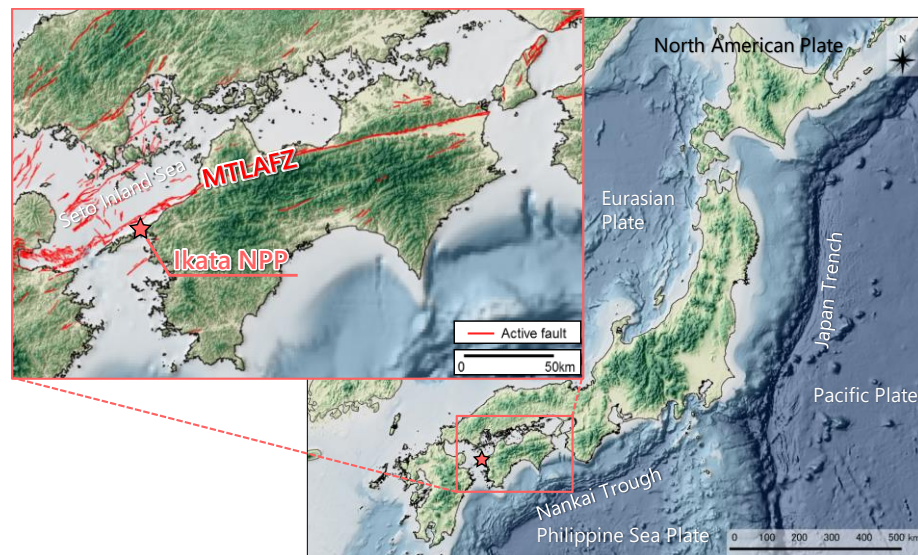 North American Plate
N
MTLAFZ
Seto Inland Sea
Eurasian
Plate
Ikata NPP
Japan Trench
Active fault
0 50km
Pacific Plate
Nankai Trough
Philippine Sea Plate
0 100 200 300 400 500 km